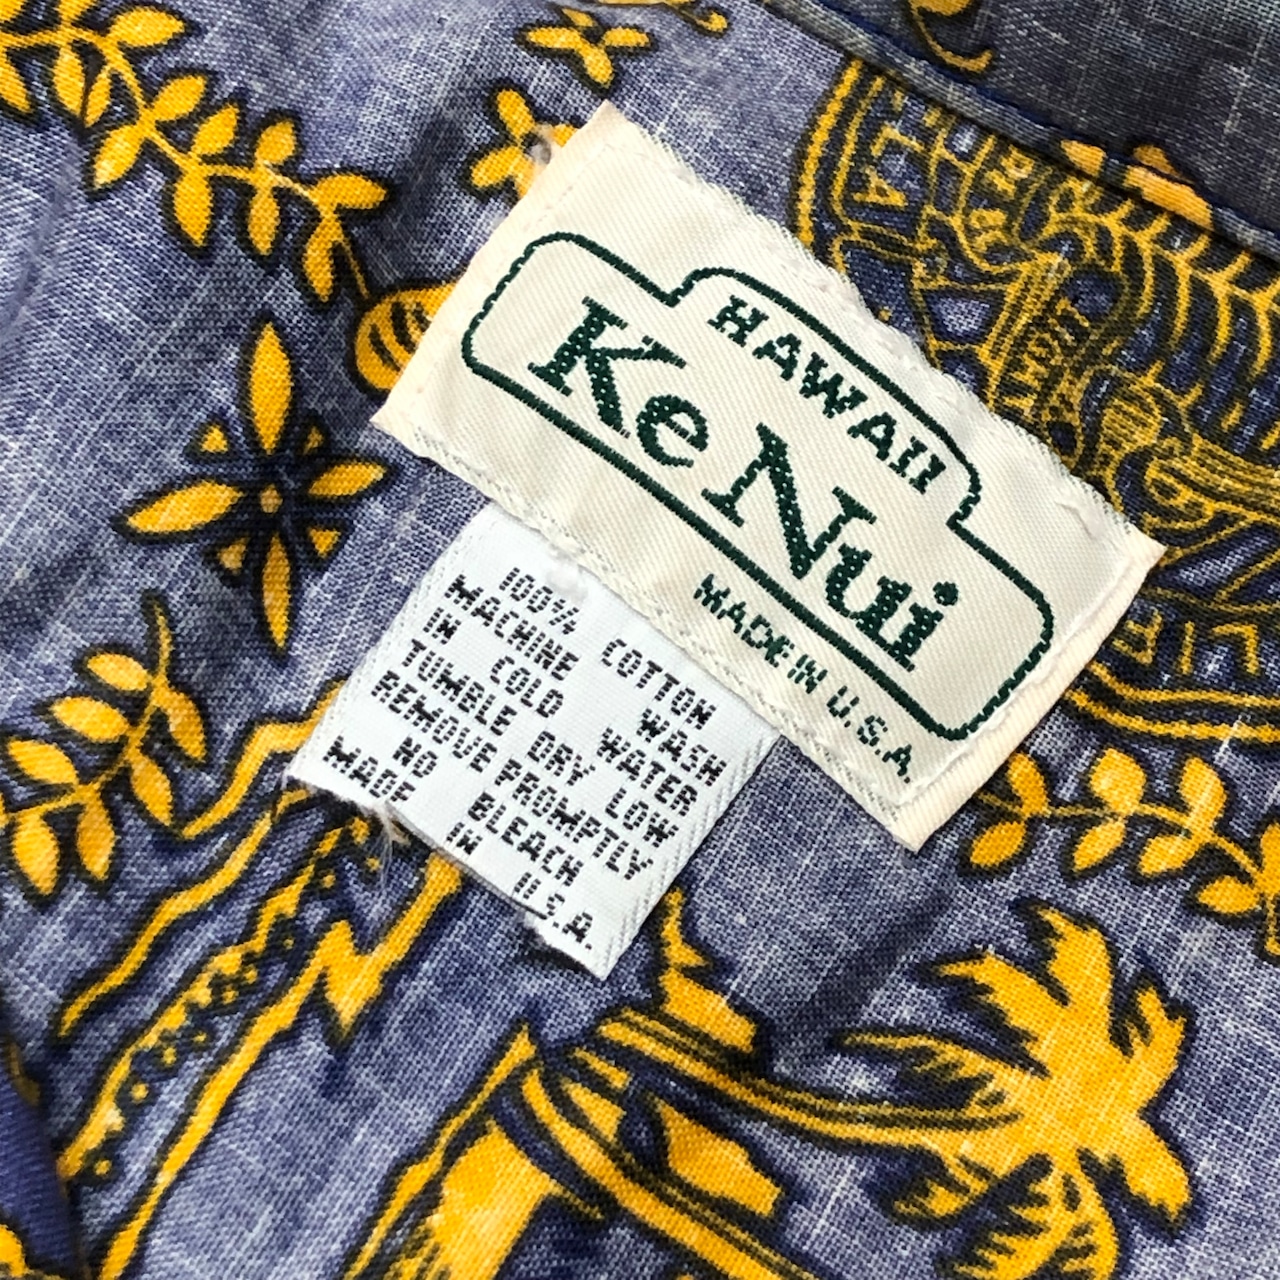 HAWAII
Ke Nui
MADE IN U.S.A.
100% COTTON
MACHINE WASH
IN COLD WATER
TUMBLE DRY LOW
REMOVE PROMPTLY
NO BLEACH
MADE IN U.S.A.